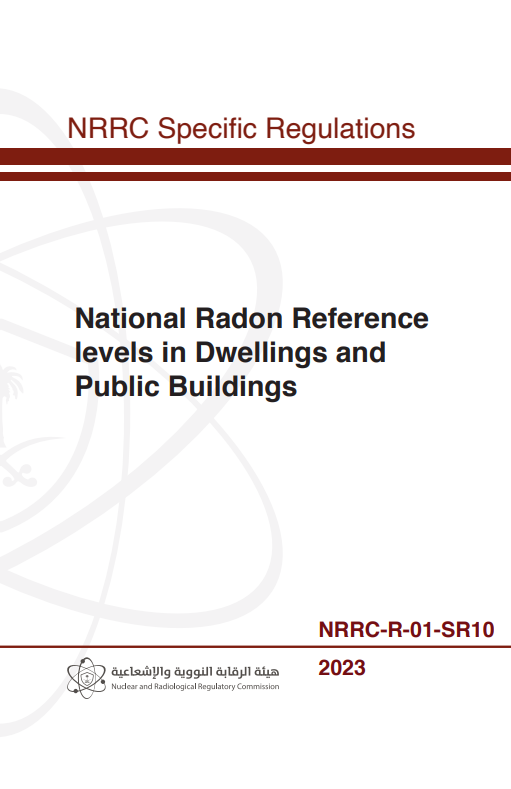 NRRC Specific Regulations
National Radon Reference
levels in Dwellings and
Public Buildings
NRRC-R-01-SR10
2023
هيئة الرقابة النووية والإشعاعية
Nuclear and Radiological Regulatory Commission